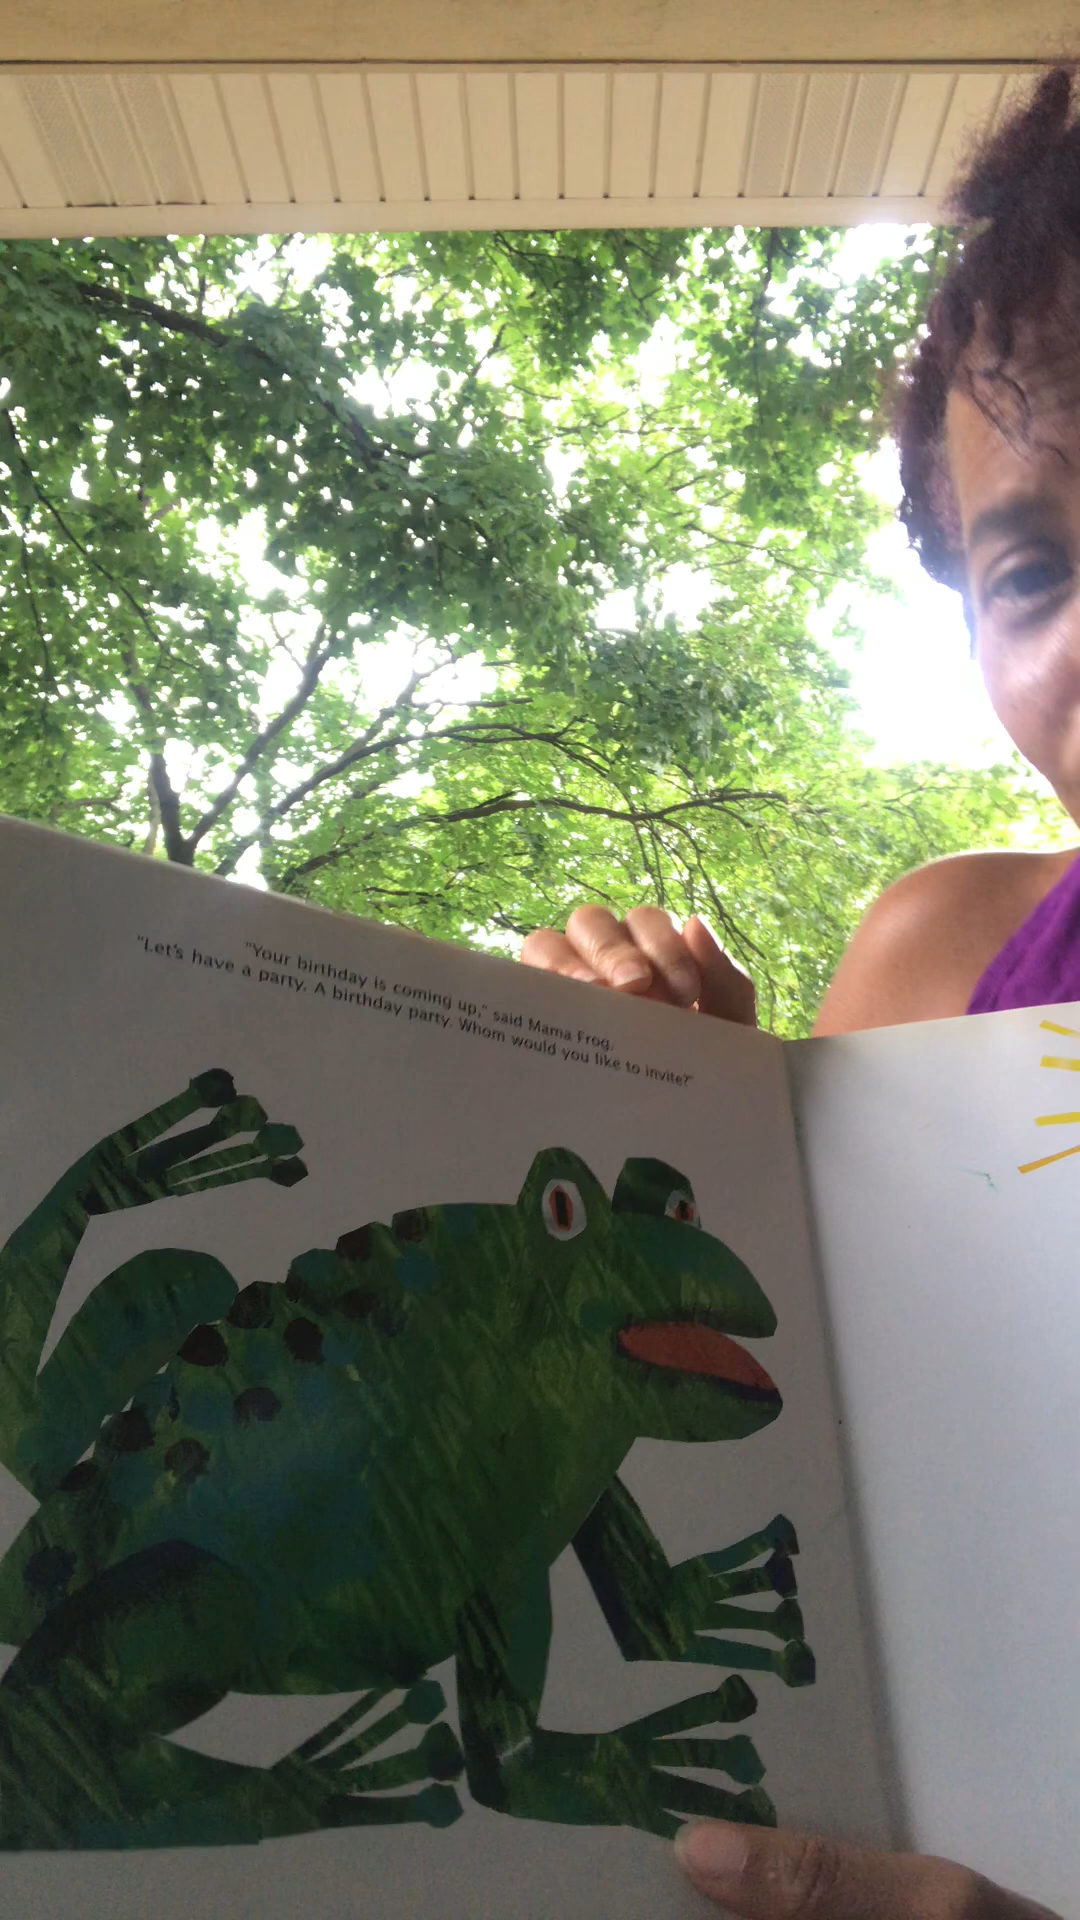 "Your birthday is coming up," said Mama Frog.
"Let's have a party. A birthday party. Whom would you like to invite?"